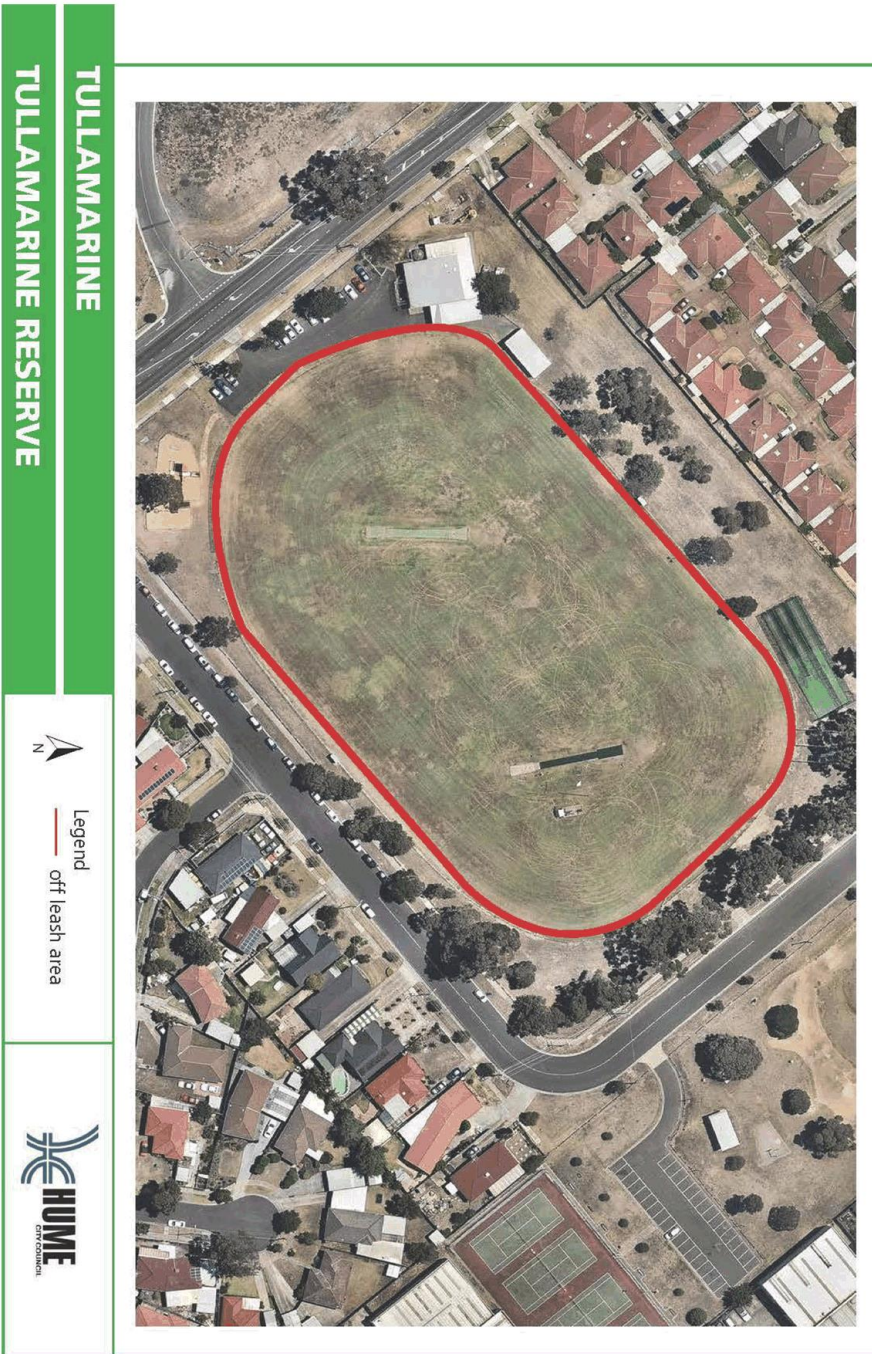 TULLAMARINE
TULLAMARINE RESERVE
N
Legend
off leash area
HUME
CITY COUNCIL